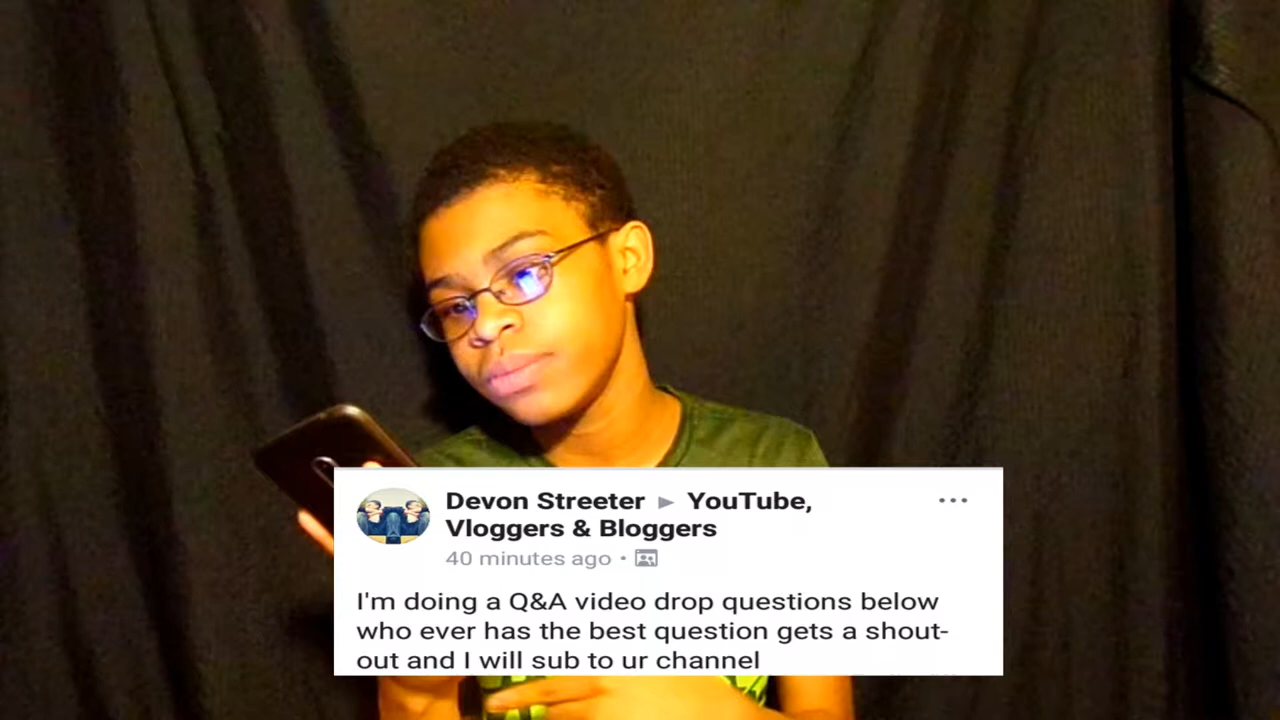 Devon Streeter ▸ YouTube,
Vloggers & Bloggers
40 minutes ago •
I'm doing a Q&A video drop questions below
who ever has the best question gets a shout-
out and I will sub to ur channel